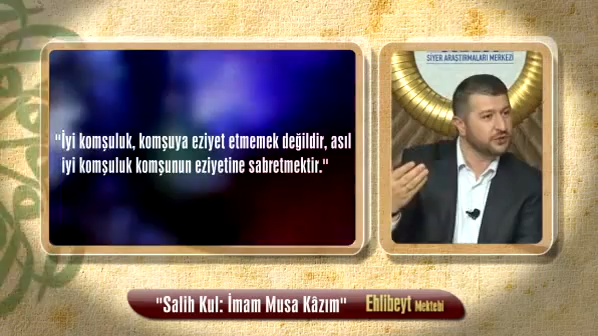 SİYER ARAŞTIRMALARI MERKEZİ
"İyi komşuluk, komşuya eziyet etmemek değildir, asıl
iyi komşuluk komşunun eziyetine sabretmektir."
"Salih Kul: İmam Musa Kâzım" Ehlibeyt Mektebi